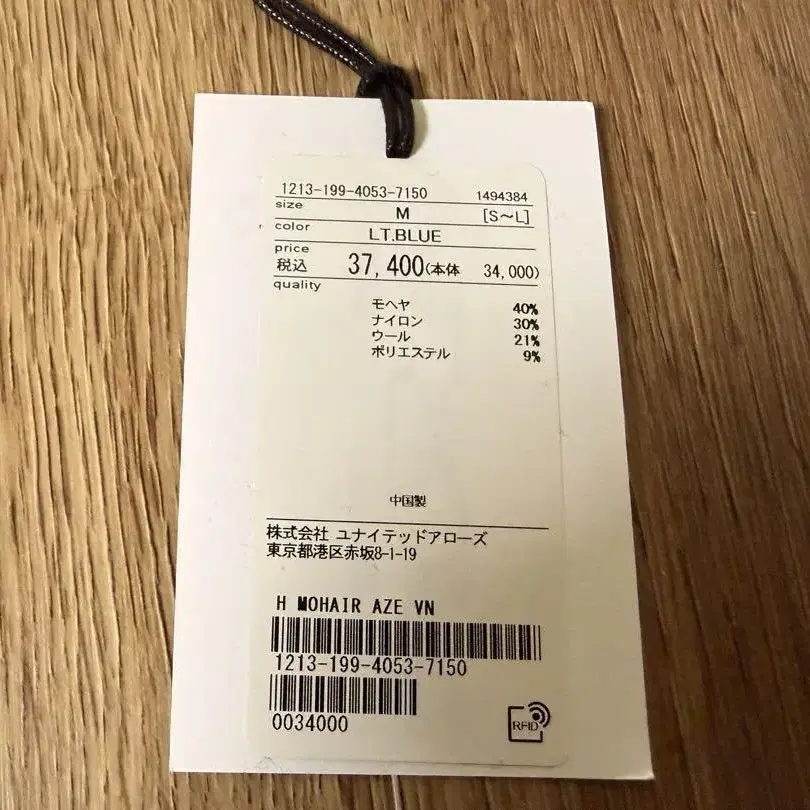 1213-199-4053-7150 1494384
size M [S～L]
color LT.BLUE
price
税込 37,400(本体 34,000)
quality
モヘヤ 40%
ナイロン 30%
ウール 21%
ポリエステル 9%
中国製
株式会社 ユナイテッドアローズ
東京都港区赤坂8-1-19
H MOHAIR AZE VN
1213-199-4053-7150
0034000
RFID